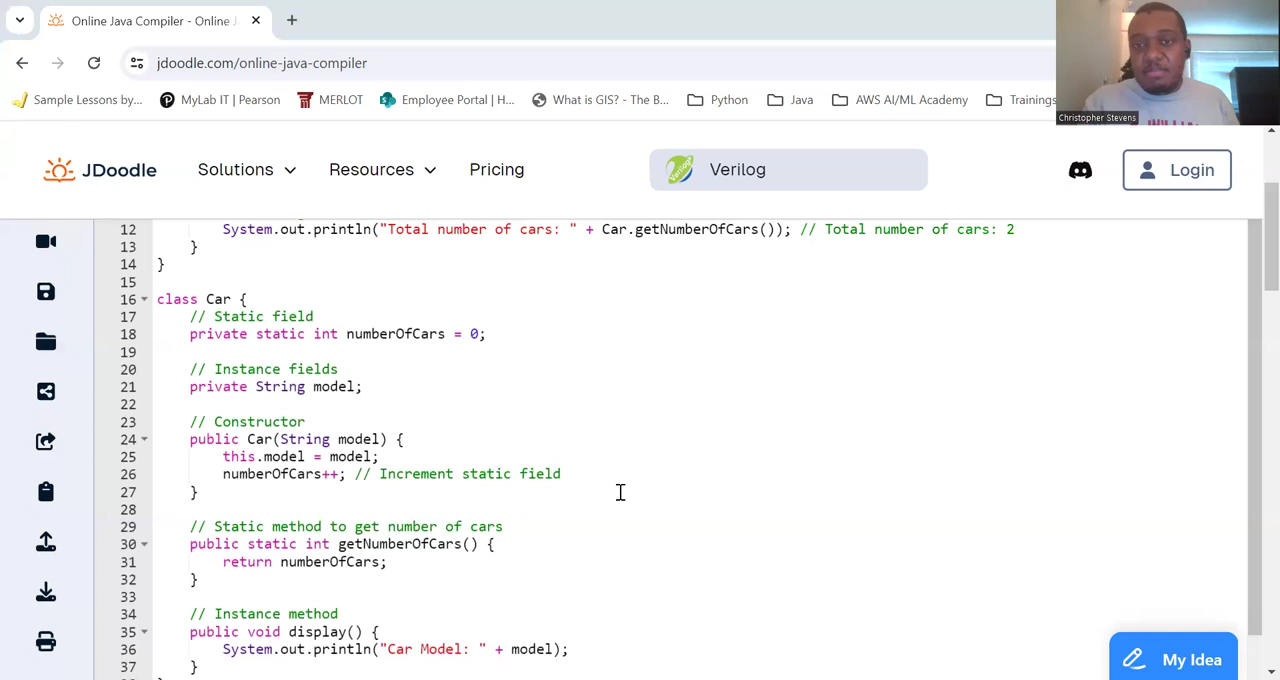 Online Java Compiler - Online J
jdoodle.com/online-java-compiler
Sample Lessons by... MyLab IT | Pearson MERLOT Employee Portal | H... What is GIS? - The B... Python Java AWS AI/ML Academy Trainings
Christopher Stevens
JDoodle Solutions Resources Pricing Verilog Login
12 System.out.println("Total number of cars: " + Car.getNumberOfCars()); // Total number of cars: 2
13 }
14 }
15
16 class Car {
17 // Static field
18 private static int numberOfCars = 0;
19
20 // Instance fields
21 private String model;
22
23 // Constructor
24 public Car(String model) {
25 this.model = model;
26 numberOfCars++; // Increment static field
27 }
28
29 // Static method to get number of cars
30 public static int getNumberOfCars() {
31 return numberOfCars;
32 }
33
34 // Instance method
35 public void display() {
36 System.out.println("Car Model: " + model);
37 }
My Idea